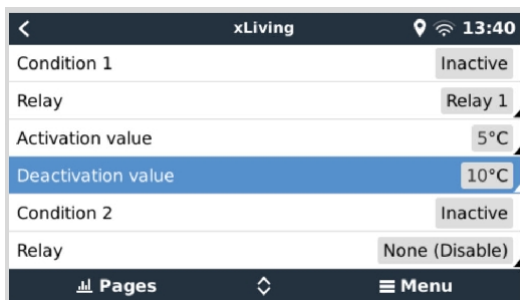 xLiving 13:40
Condition 1 Inactive
Relay Relay 1
Activation value 5°C
Deactivation value 10°C
Condition 2 Inactive
Relay None (Disable)
Pages Menu